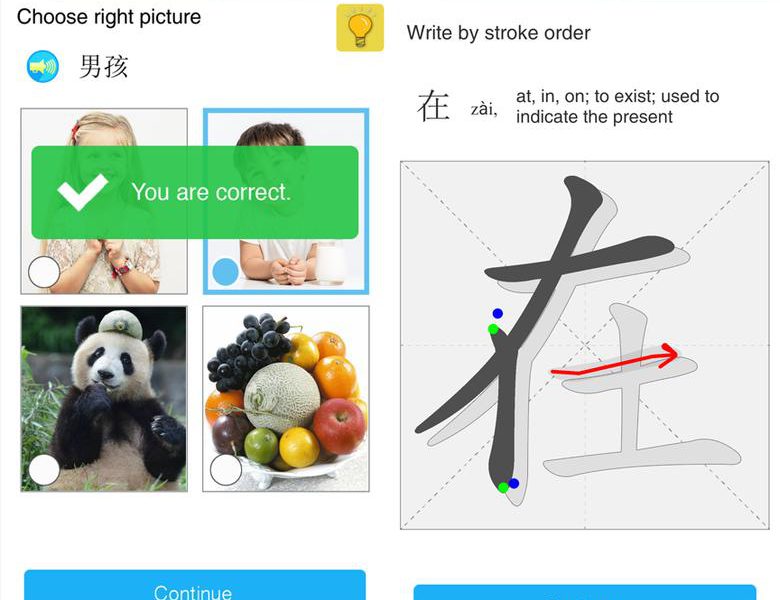 Choose right picture
男孩
You are correct.
Continue
Write by stroke order
在 zài, at, in, on; to exist; used to
indicate the present
在